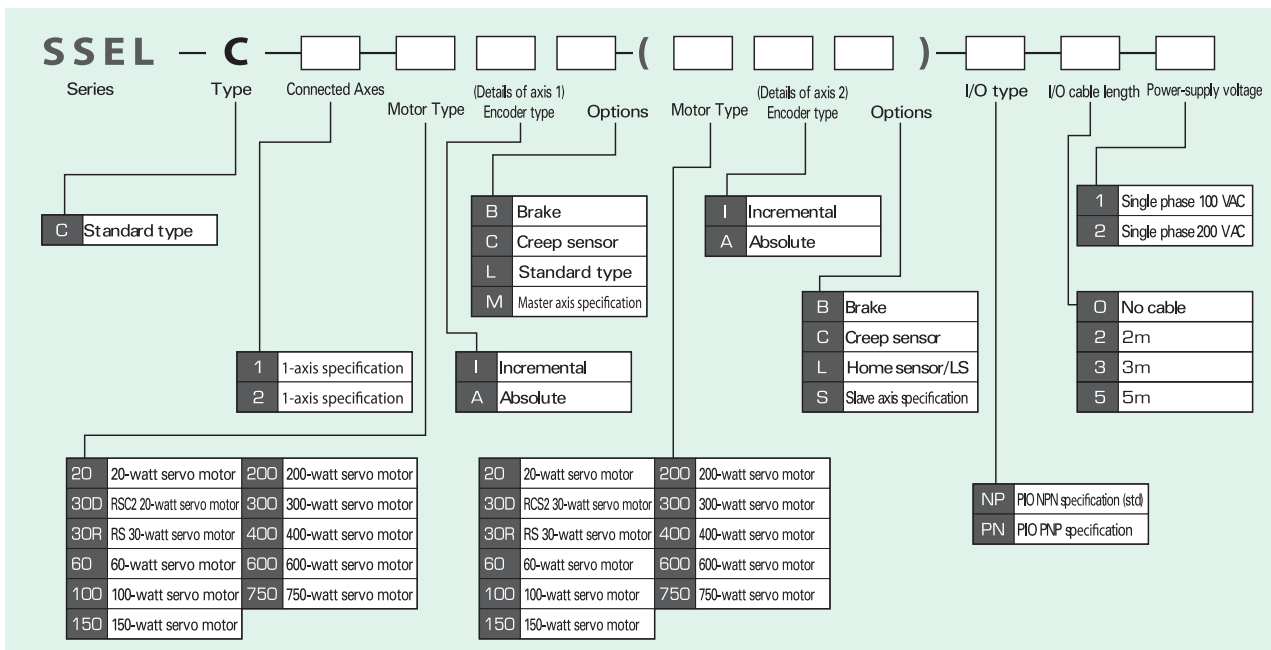 SSEL – C – – – ( ) – – –
Series
Type
Connected Axes
Motor Type
(Details of axis 1)
Encoder type
Options
Motor Type
(Details of axis 2)
Encoder type
Options
I/O type
I/O cable length
Power-supply voltage
C Standard type
1 1-axis specification
2 1-axis specification
B Brake
C Creep sensor
L Standard type
M Master axis specification
I Incremental
A Absolute
I Incremental
A Absolute
B Brake
C Creep sensor
L Home sensor/LS
S Slave axis specification
1 Single phase 100 VAC
2 Single phase 200 VAC
0 No cable
2 2m
3 3m
5 5m
20 20-watt servo motor 200 200-watt servo motor
30D RSC2 20-watt servo motor 300 300-watt servo motor
30R RS 30-watt servo motor 400 400-watt servo motor
60 60-watt servo motor 600 600-watt servo motor
100 100-watt servo motor 750 750-watt servo motor
150 150-watt servo motor
20 20-watt servo motor 200 200-watt servo motor
30D RCS2 30-watt servo motor 300 300-watt servo motor
30R RS 30-watt servo motor 400 400-watt servo motor
60 60-watt servo motor 600 600-watt servo motor
100 100-watt servo motor 750 750-watt servo motor
150 150-watt servo motor
NP PIO NPN specification (std)
PN PIO PNP specification